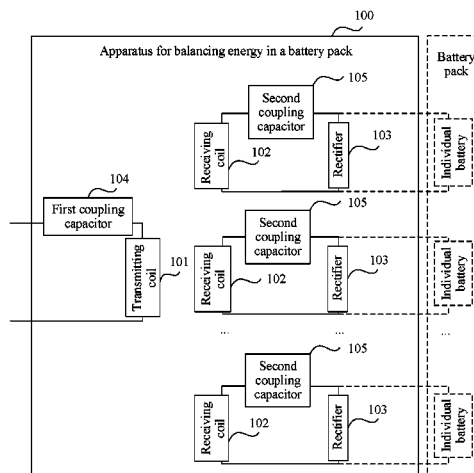 100
Apparatus for balancing energy in a battery pack
Battery
pack
105
Second
coupling
capacitor
Receiving
coil
102
Rectifier
103
Individual
battery
104
First coupling
capacitor
Transmitting
coil
101
105
Second
coupling
capacitor
Receiving
coil
102
Rectifier
103
Individual
battery
...
...
...
105
Second
coupling
capacitor
Receiving
coil
102
Rectifier
103
Individual
battery